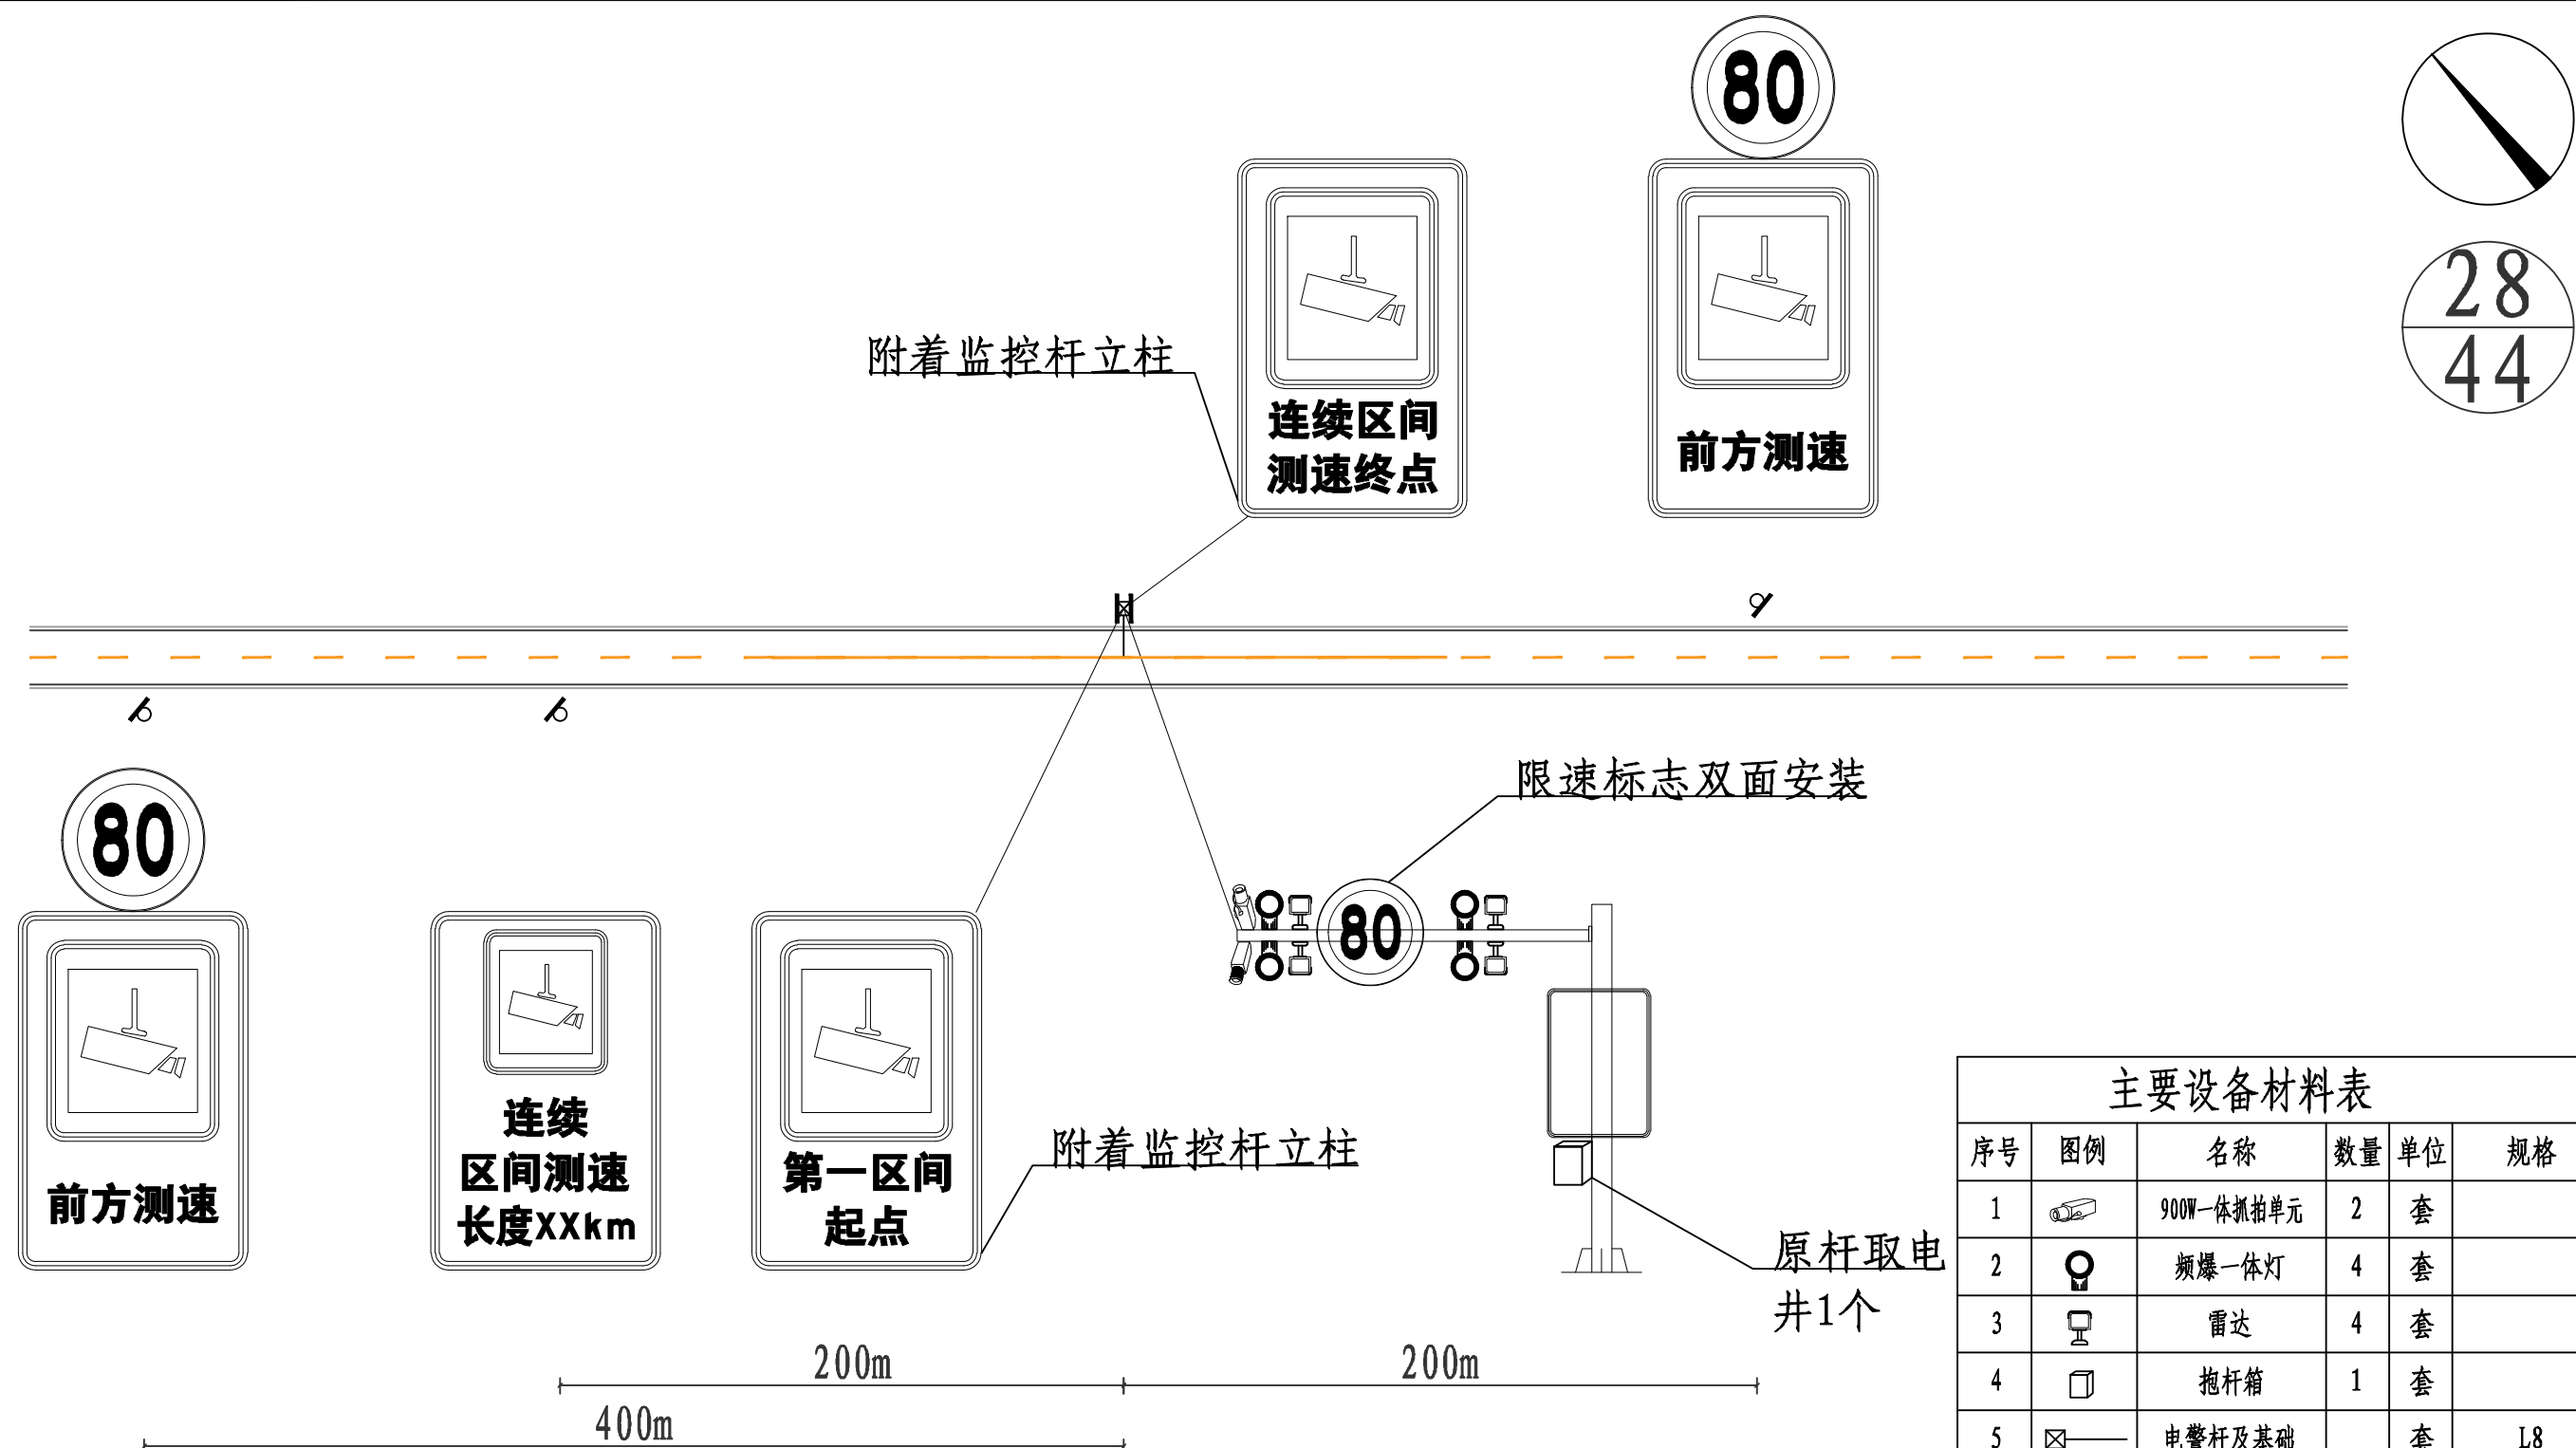 80
28
44
附着监控杆立柱
连续区间
测速终点
前方测速
限速标志双面安装
80
80
前方测速
连续
区间测速
长度XXkm
第一区间
起点
附着监控杆立柱
原杆取电
井1个
200m
200m
400m
主要设备材料表
序号 图例 名称 数量 单位 规格
1 900W一体抓拍单元 2 套
2 频爆一体灯 4 套
3 雷达 4 套
4 抱杆箱 1 套
5 电警杆及基础 套 L8